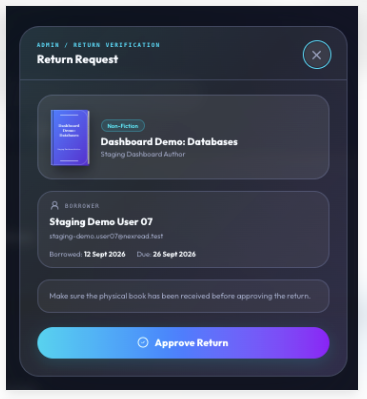 ADMIN / RETURN VERIFICATION
Return Request
Dashboard
Demo:
Databases
Non-Fiction
Dashboard Demo: Databases
Staging Dashboard Author
BORROWER
Staging Demo User 07
staging-demo.user07@nexread.test
Borrowed: 12 Sept 2026 Due: 26 Sept 2026
Make sure the physical book has been received before approving the return.
Approve Return